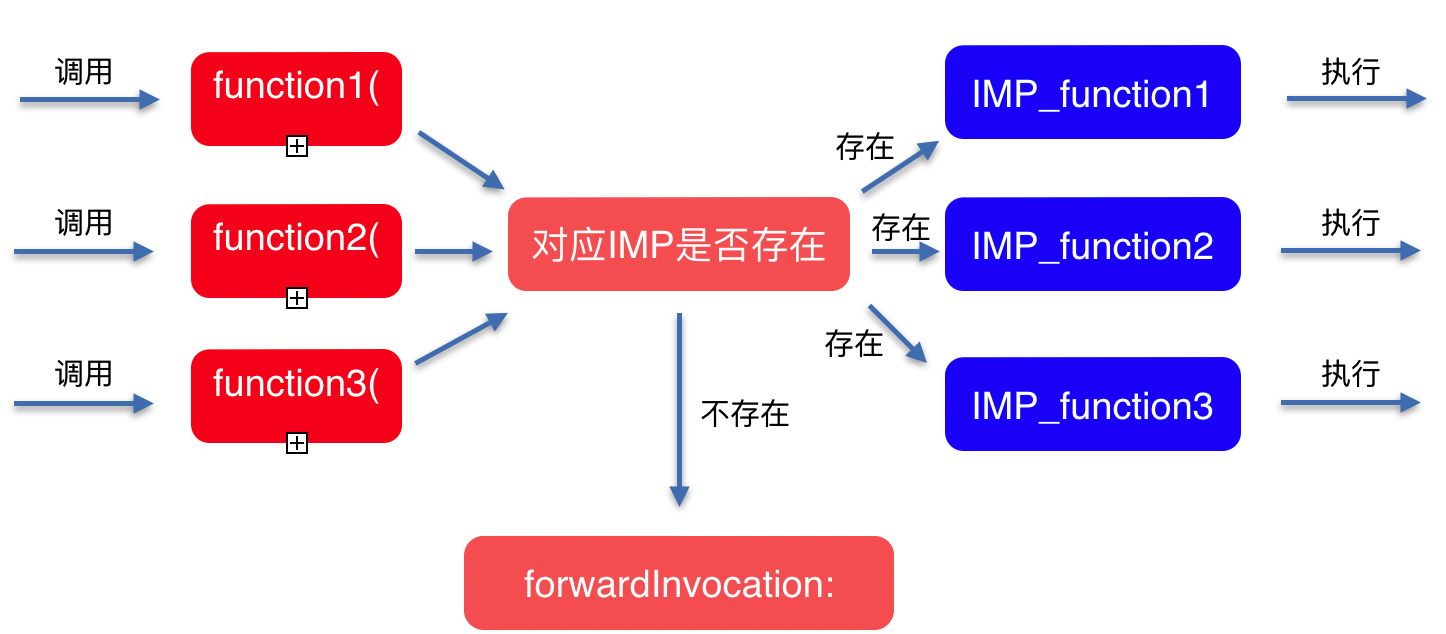 调用
function1(
调用
function2(
调用
function3(
对应IMP是否存在
存在
存在
存在
不存在
IMP_function1
执行
IMP_function2
执行
IMP_function3
执行
forwardInvocation: